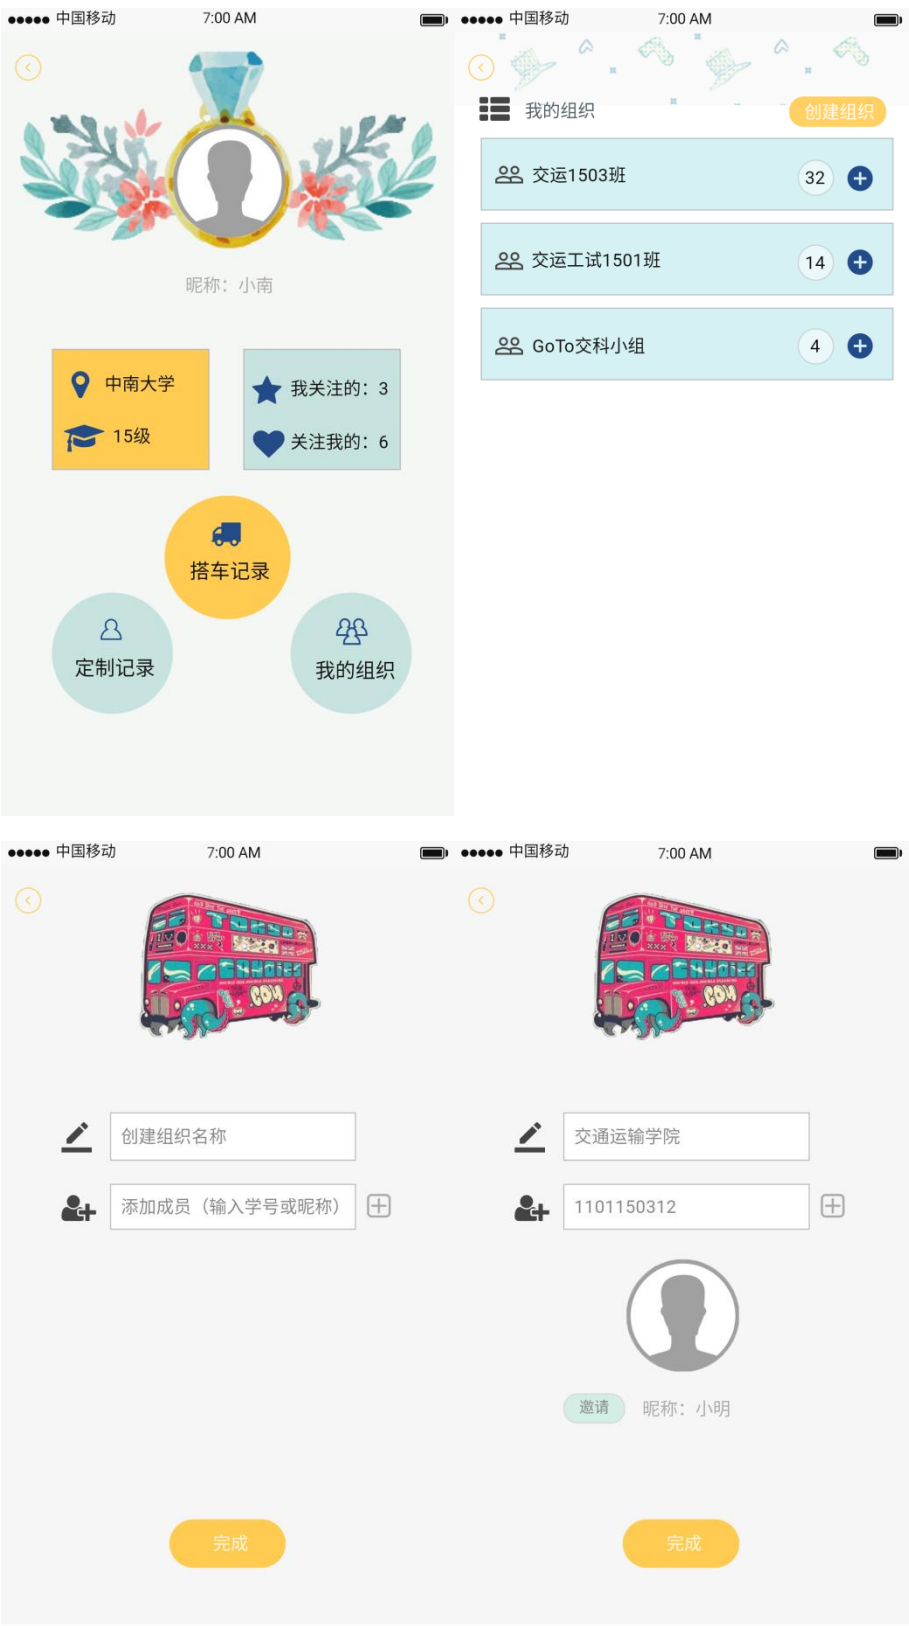 中国移动 7:00 AM
昵称：小南
中南大学
15级
我关注的：3
关注我的：6
搭车记录
定制记录
我的组织
中国移动 7:00 AM
我的组织 创建组织
交运1503班 32
交运工试1501班 14
GoTo交科小组 4
中国移动 7:00 AM
TOKYO
CANDIES
.COM
创建组织名称
添加成员（输入学号或昵称）
完成
中国移动 7:00 AM
TOKYO
CANDIES
.COM
交通运输学院
1101150312
邀请 昵称：小明
完成